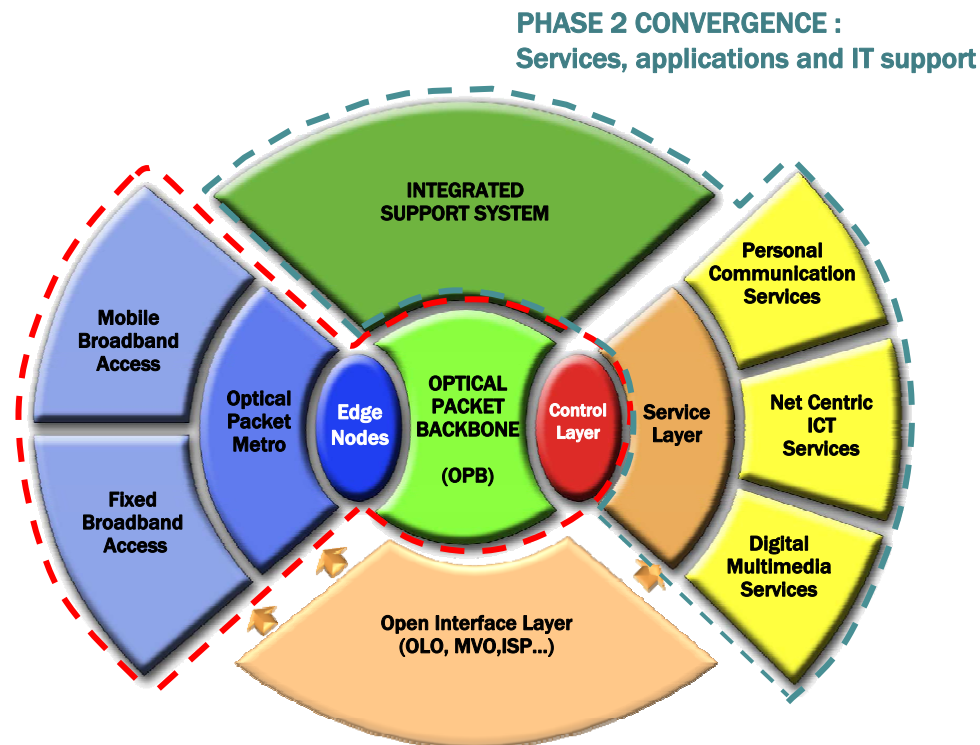 PHASE 2 CONVERGENCE :
Services, applications and IT support
INTEGRATED
SUPPORT SYSTEM
Mobile
Broadband
Access
Fixed
Broadband
Access
Optical
Packet
Metro
Edge
Nodes
OPTICAL
PACKET
BACKBONE
(OPB)
Control
Layer
Service
Layer
Personal
Communication
Services
Net Centric
ICT
Services
Digital
Multimedia
Services
Open Interface Layer
(OLO, MVO,ISP...)